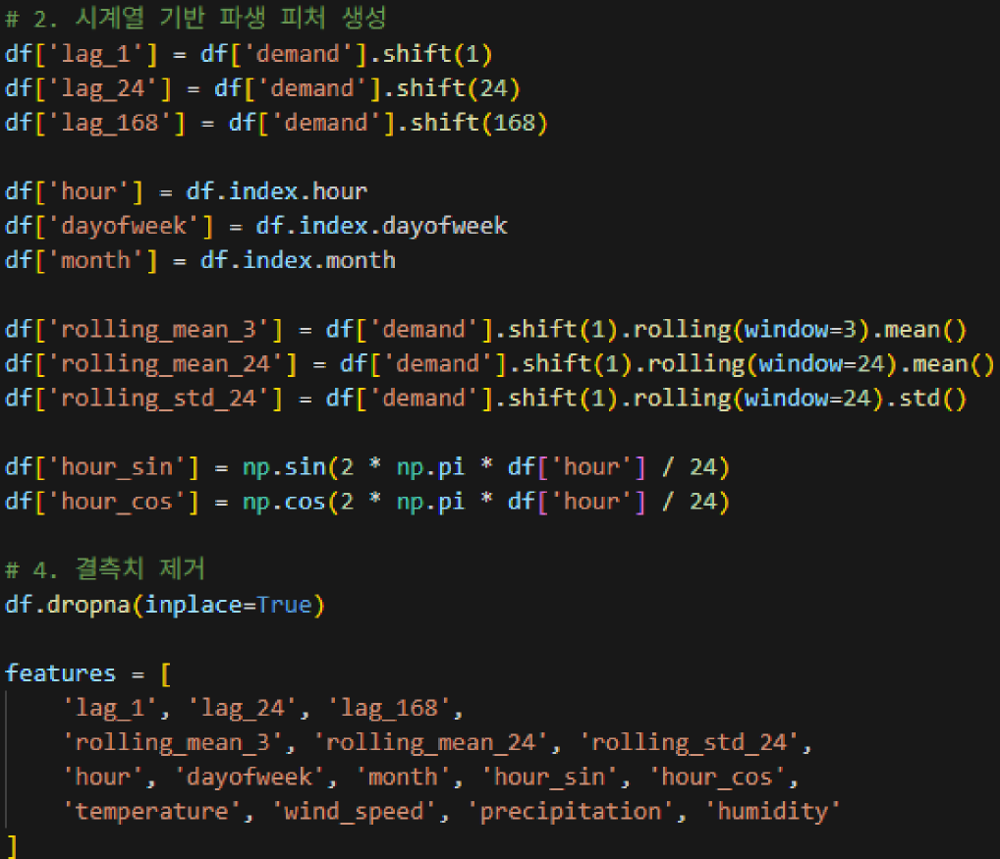 # 2. 시계열 기반 파생 피처 생성
df['lag_1'] = df['demand'].shift(1)
df['lag_24'] = df['demand'].shift(24)
df['lag_168'] = df['demand'].shift(168)

df['hour'] = df.index.hour
df['dayofweek'] = df.index.dayofweek
df['month'] = df.index.month

df['rolling_mean_3'] = df['demand'].shift(1).rolling(window=3).mean()
df['rolling_mean_24'] = df['demand'].shift(1).rolling(window=24).mean()
df['rolling_std_24'] = df['demand'].shift(1).rolling(window=24).std()

df['hour_sin'] = np.sin(2 * np.pi * df['hour'] / 24)
df['hour_cos'] = np.cos(2 * np.pi * df['hour'] / 24)

# 4. 결측치 제거
df.dropna(inplace=True)

features = [
    'lag_1', 'lag_24', 'lag_168',
    'rolling_mean_3', 'rolling_mean_24', 'rolling_std_24',
    'hour', 'dayofweek', 'month', 'hour_sin', 'hour_cos',
    'temperature', 'wind_speed', 'precipitation', 'humidity'
]